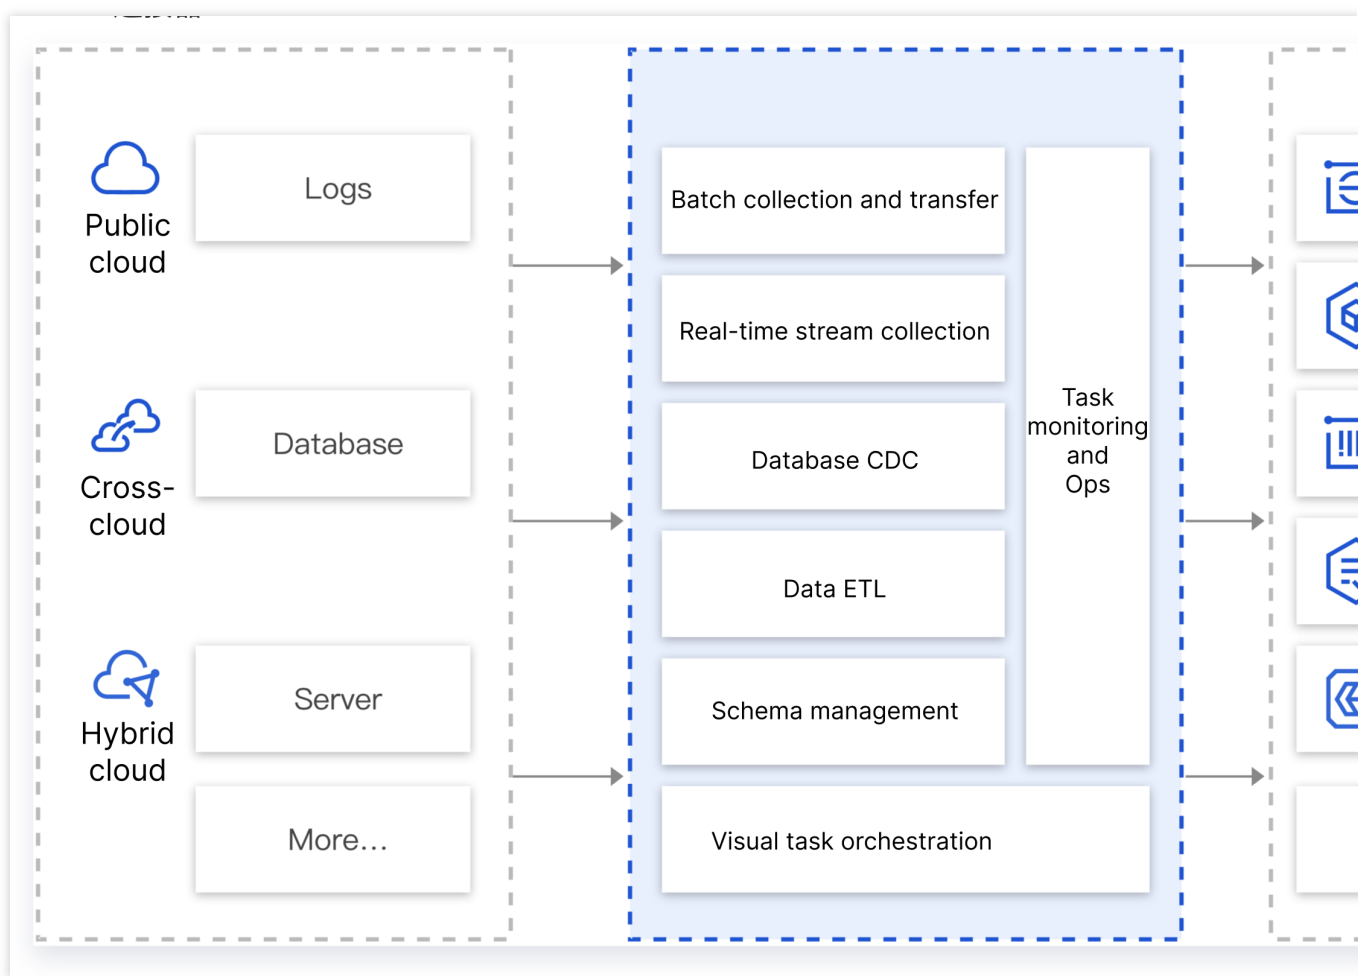 Public
cloud
Logs
Cross-
cloud
Database
Hybrid
cloud
Server
More...
Batch collection and transfer
Real-time stream collection
Database CDC
Data ETL
Schema management
Task
monitoring
and
Ops
Visual task orchestration